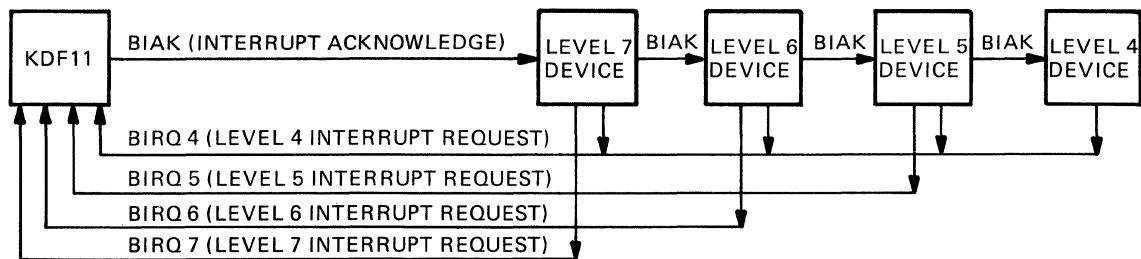 KDF11
BIAK (INTERRUPT ACKNOWLEDGE)
LEVEL 7
DEVICE
BIAK
LEVEL 6
DEVICE
BIAK
LEVEL 5
DEVICE
BIAK
LEVEL 4
DEVICE
BIRQ 4 (LEVEL 4 INTERRUPT REQUEST)
BIRQ 5 (LEVEL 5 INTERRUPT REQUEST)
BIRQ 6 (LEVEL 6 INTERRUPT REQUEST)
BIRQ 7 (LEVEL 7 INTERRUPT REQUEST)